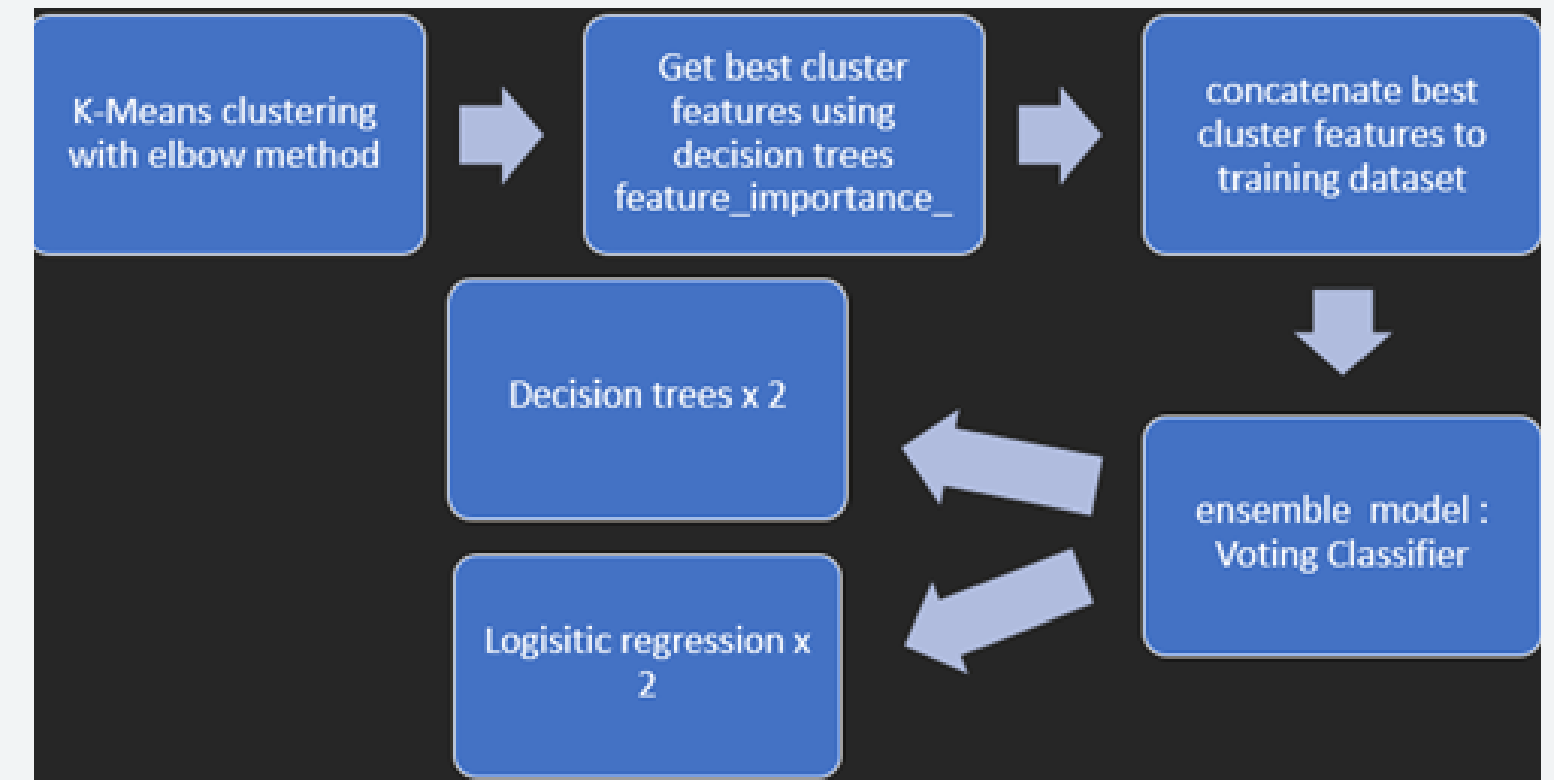 K-Means clustering
with elbow method
Get best cluster
features using
decision trees
feature_importance_
concatenate best
cluster features to
training dataset
ensemble  model :
Voting Classifier
Decision trees x 2
Logisitic regression x
2